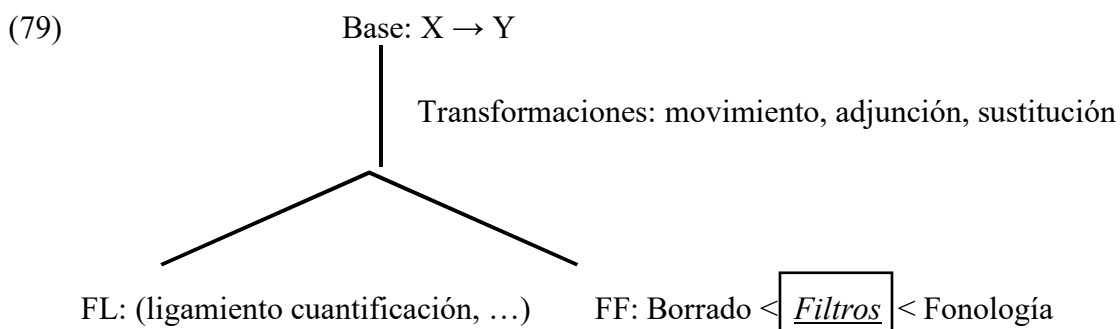 (79) Base: X → Y
Transformaciones: movimiento, adjunción, sustitución
FL: (ligamiento cuantificación, …) FF: Borrado < Filtros < Fonología